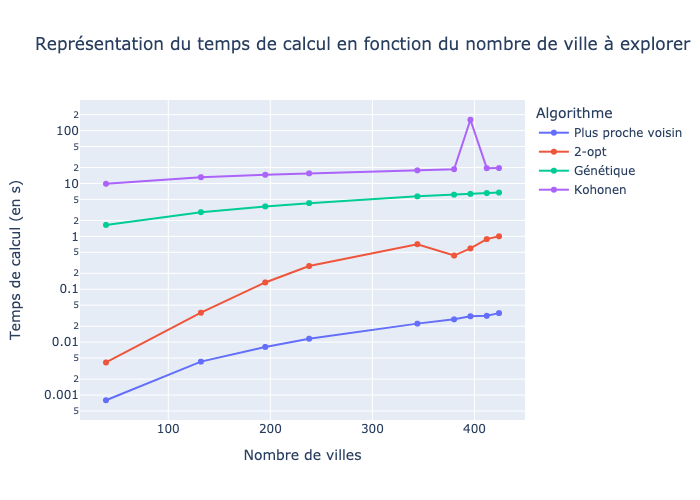 Représentation du temps de calcul en fonction du nombre de ville à explorer
Algorithme
Plus proche voisin
2-opt
Génétique
Kohonen
Temps de calcul (en s)
2
100
5
2
10
5
2
1
5
2
0.1
5
2
0.01
5
2
0.001
5
100
200
300
400
Nombre de villes